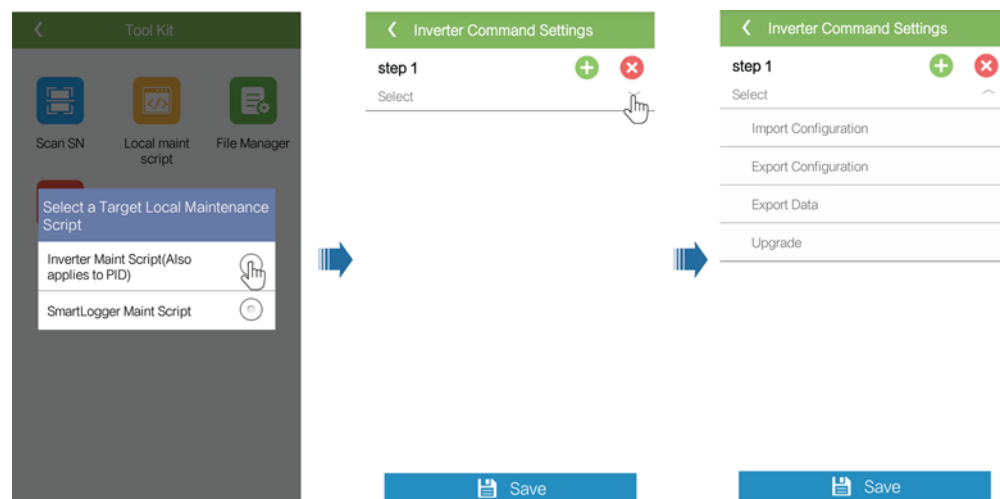 Tool Kit
Scan SN
Local maint
script
File Manager
Select a Target Local Maintenance
Script
Inverter Maint Script(Also
applies to PID)
SmartLogger Maint Script
Inverter Command Settings
step 1
Select
Save
Inverter Command Settings
step 1
Select
Import Configuration
Export Configuration
Export Data
Upgrade
Save